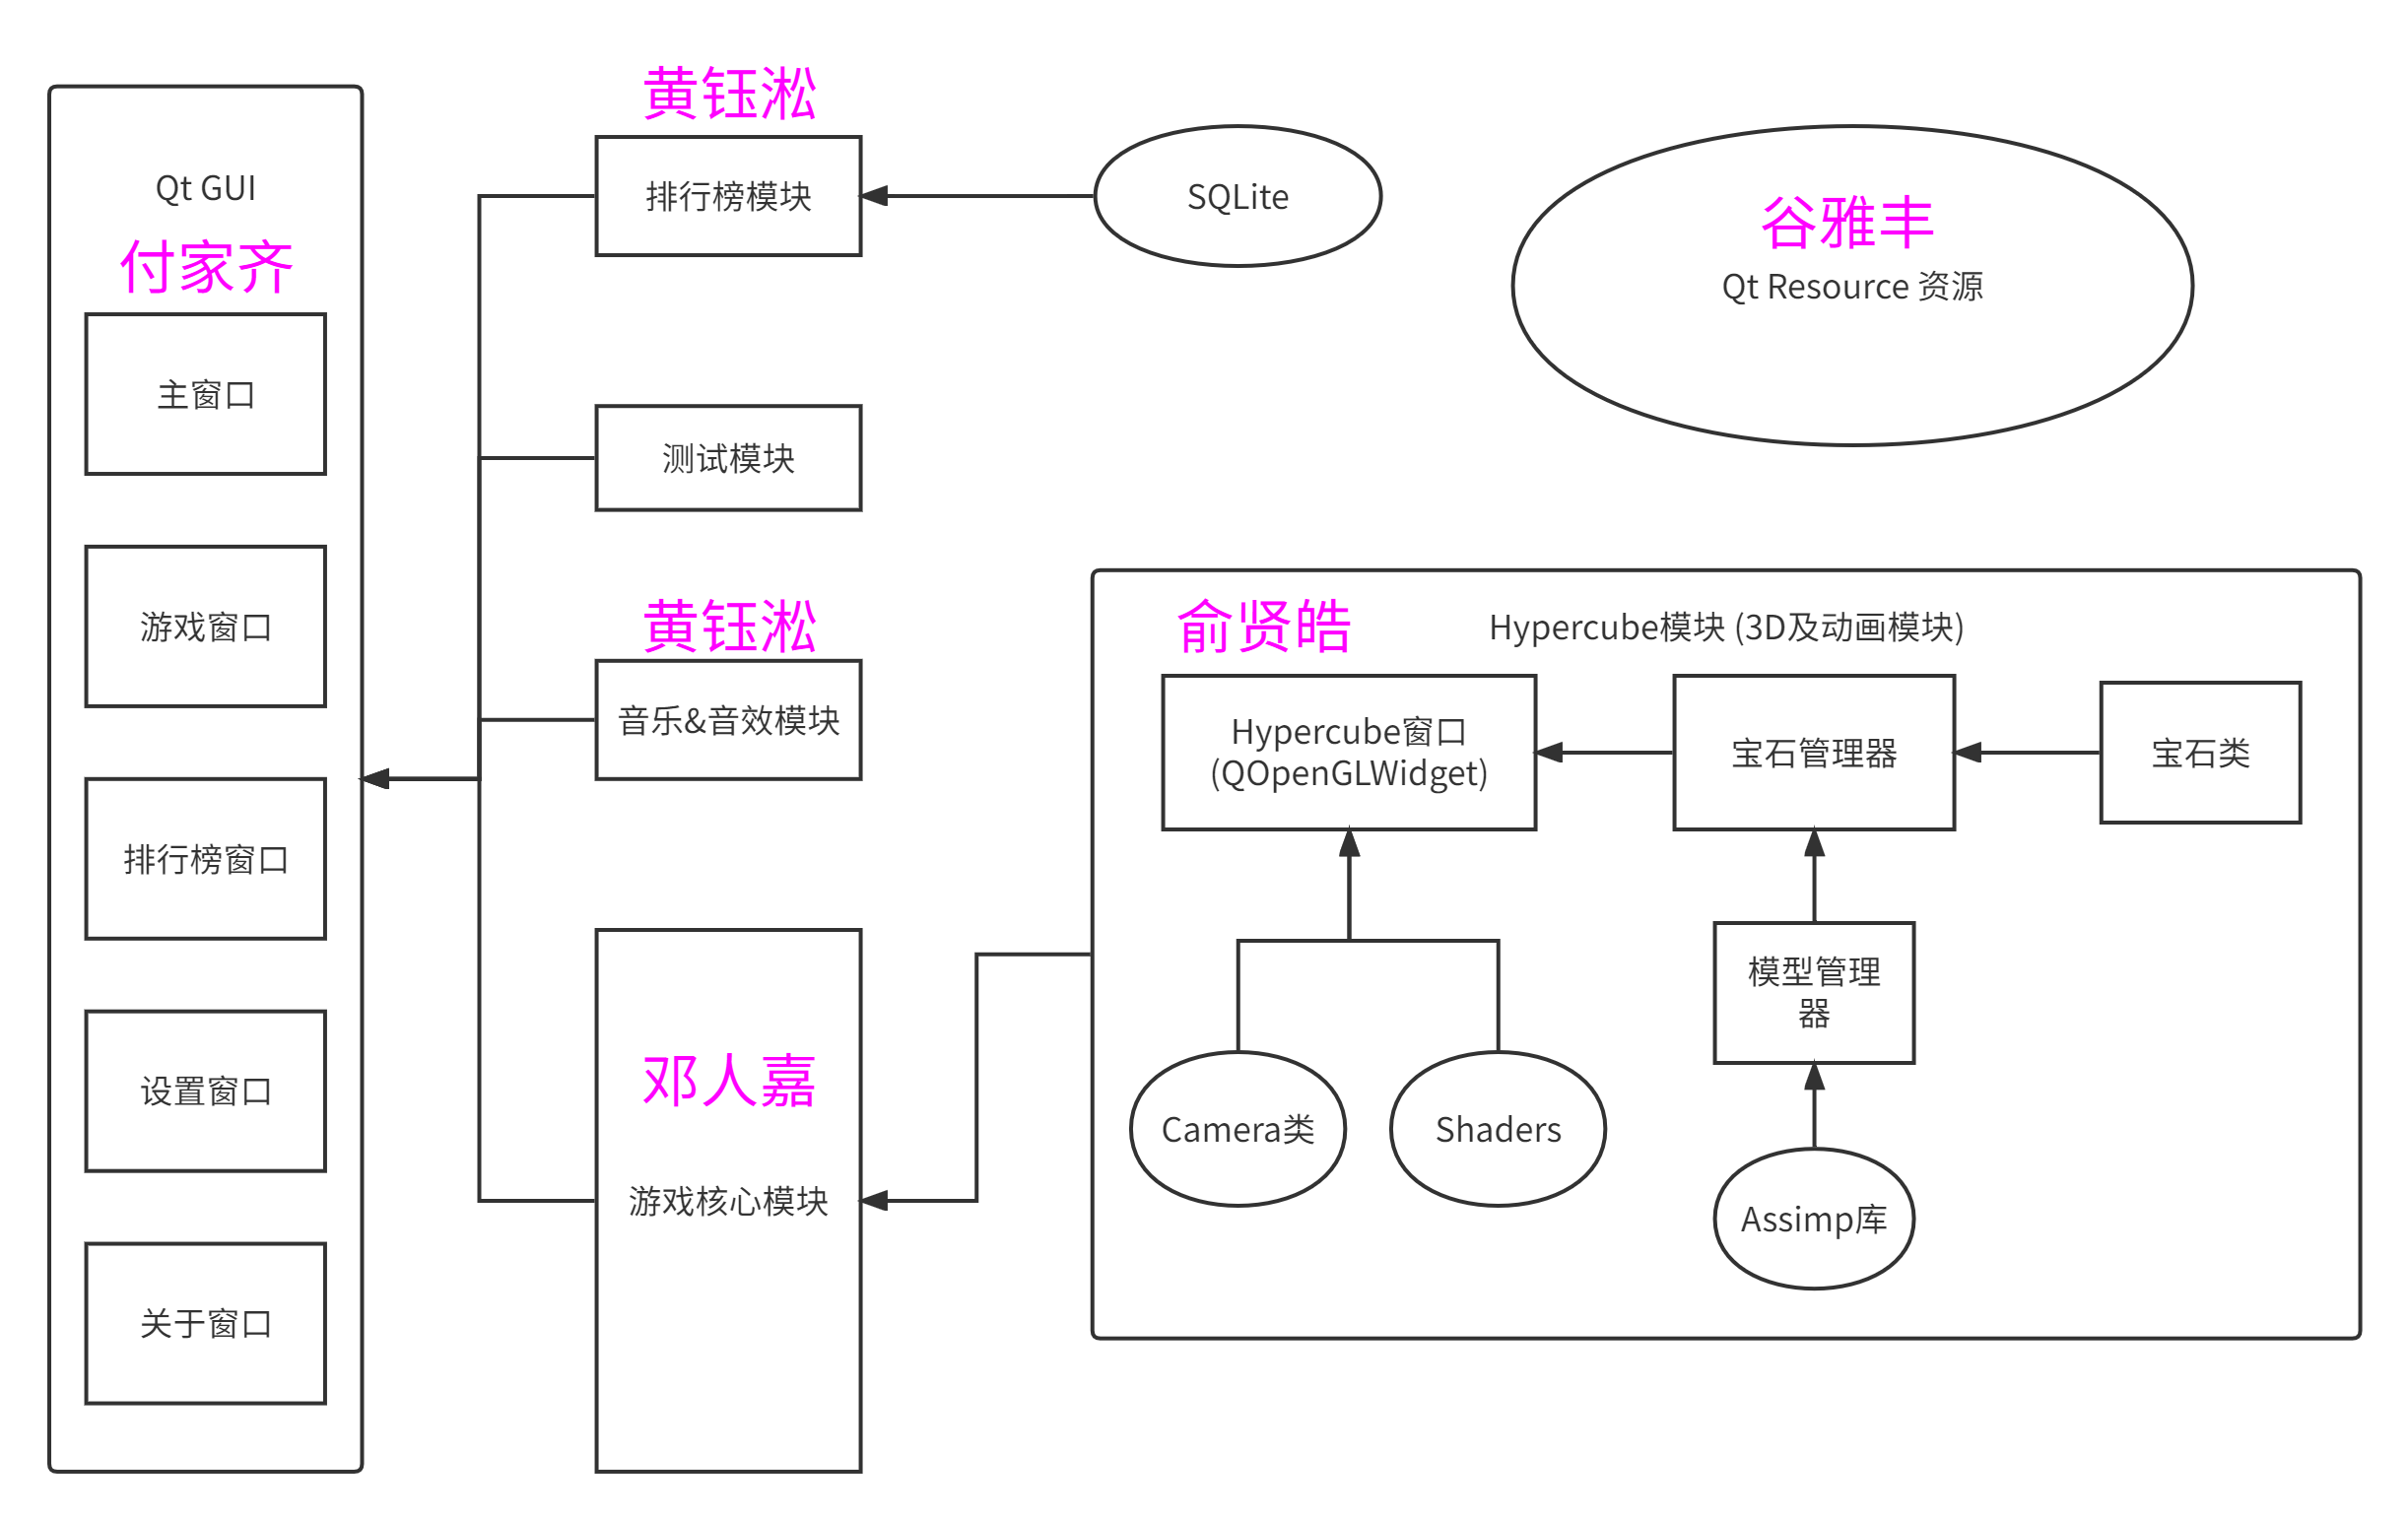 Qt GUI
付家齐
主窗口
游戏窗口
排行榜窗口
设置窗口
关于窗口
黄钰淞
排行榜模块
测试模块
黄钰淞
音乐&音效模块
邓人嘉
游戏核心模块
SQLite
谷雅丰
Qt Resource 资源
俞贤皓
Hypercube模块 (3D及动画模块)
Hypercube窗口
(QOpenGLWidget)
宝石管理器
宝石类
模型管理
器
Camera类
Shaders
Assimp库